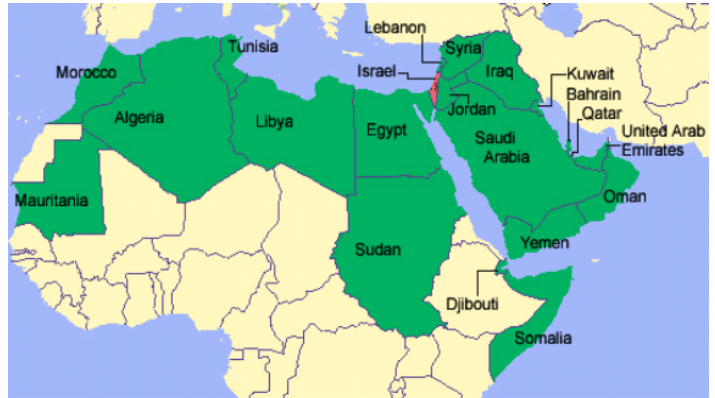 Lebanon
Tunisia
Syria
Morocco
Israel
Iraq
Kuwait
Bahrain
Jordan
Qatar
Algeria
Libya
Egypt
Saudi
Arabia
United Arab
Emirates
Mauritania
Oman
Yemen
Sudan
Djibouti
Somalia